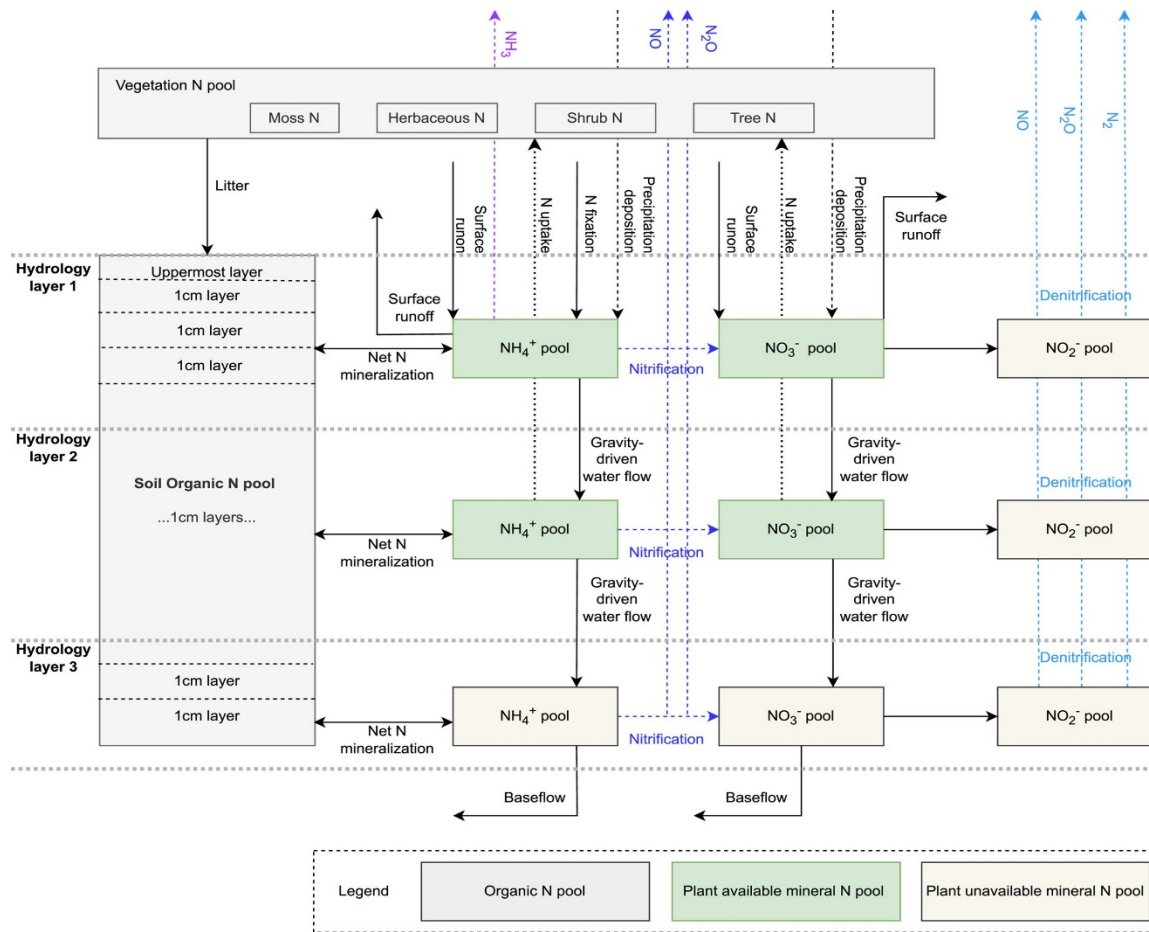 NH3
NO
N2O
NO
N2O
N2
Vegetation N pool
Moss N
Herbaceous N
Shrub N
Tree N
Litter
Surface
runon
N uptake
N fixation
Precipitation
deposition
Surface
runon
N uptake
Precipitation
deposition
Surface
runoff
Hydrology
layer 1
Uppermost layer
1cm layer
1cm layer
1cm layer
Surface
runoff
Net N
mineralization
NH4+ pool
Nitrification
NO3- pool
Denitrification
NO2- pool
Hydrology
layer 2
Gravity-
driven
water flow
Gravity-
driven
water flow
Soil Organic N pool
...1cm layers...
Net N
mineralization
NH4+ pool
Nitrification
NO3- pool
Denitrification
NO2- pool
Gravity-
driven
water flow
Gravity-
driven
water flow
Hydrology
layer 3
1cm layer
1cm layer
Net N
mineralization
NH4+ pool
Nitrification
NO3- pool
Denitrification
NO2- pool
Baseflow
Baseflow
Legend
Organic N pool
Plant available mineral N pool
Plant unavailable mineral N pool